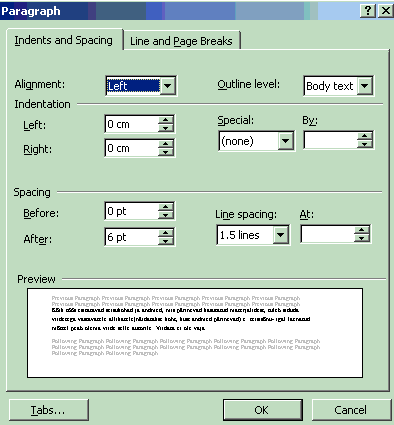 Paragraph
Indents and Spacing
Line and Page Breaks
Alignment: Left
Outline level: Body text
Indentation
Left: 0 cm
Special: By:
Right: 0 cm
(none)
Spacing
Before: 0 pt
Line spacing: At:
After: 6 pt
1.5 lines
Preview
Previous Paragraph Previous Paragraph Previous Paragraph Previous Paragraph Previous Paragraph
Previous Paragraph Previous Paragraph Previous Paragraph Previous Paragraph Previous Paragraph
Following Paragraph Following Paragraph Following Paragraph Following Paragraph Following Paragraph
Following Paragraph Following Paragraph Following Paragraph Following Paragraph Following Paragraph
Following Paragraph Following Paragraph Following Paragraph
Tabs...
OK
Cancel